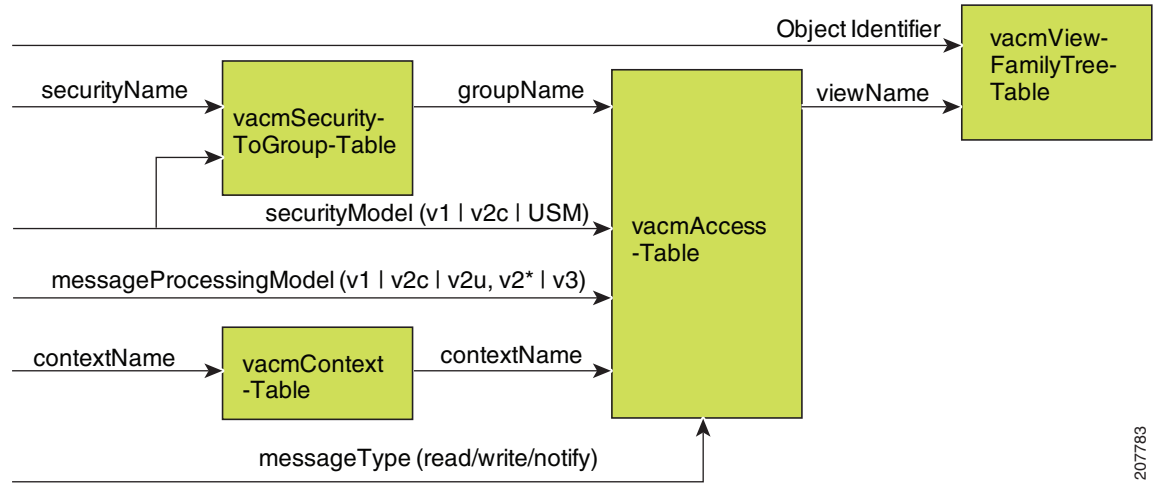 Object Identifier
vacmView-
FamilyTree-
Table
securityName
groupName
viewName
vacmSecurity-
ToGroup-Table
securityModel (v1 | v2c | USM)
vacmAccess
-Table
messageProcessingModel (v1 | v2c | v2u, v2* | v3)
contextName
vacmContext
-Table
contextName
messageType (read/write/notify)
207783